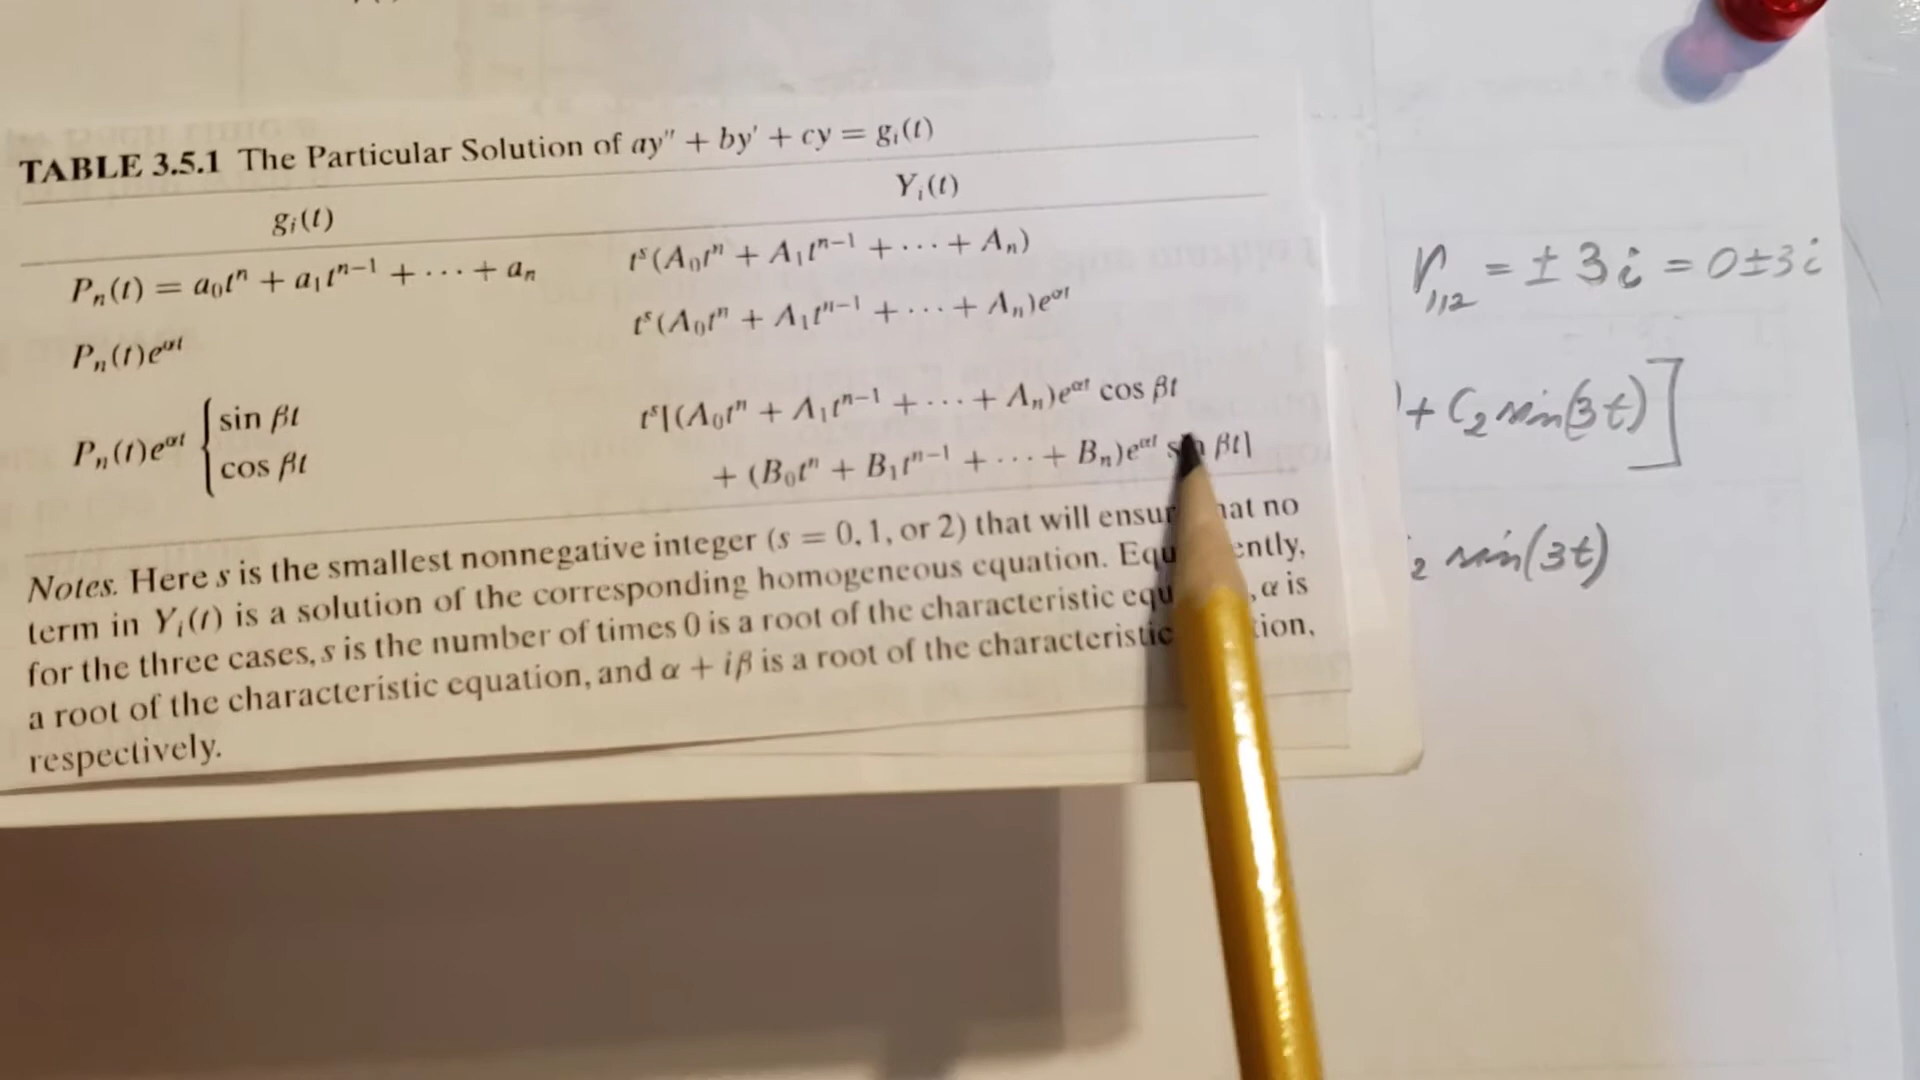 TABLE 3.5.1 The Particular Solution of ay″ + by′ + cy = gᵢ(t)
gᵢ(t) Yᵢ(t)
Pₙ(t) = a₀tⁿ + a₁tⁿ⁻¹ + · · · + aₙ tˢ(A₀tⁿ + A₁tⁿ⁻¹ + · · · + Aₙ)
Pₙ(t)e^αt tˢ(A₀tⁿ + A₁tⁿ⁻¹ + · · · + Aₙ)e^αt
Pₙ(t)e^αt { sin βt tˢ[(A₀tⁿ + A₁tⁿ⁻¹ + · · · + Aₙ)e^αt cos βt
cos βt + (B₀tⁿ + B₁tⁿ⁻¹ + · · · + Bₙ)e^αt βt]
Notes. Here s is the smallest nonnegative integer (s = 0, 1, or 2) that will no
term in Yᵢ(t) is a solution of the corresponding homogeneous equation.
for the three cases, s is the number of times 0 is a root of the characteristic , α is
a root of the characteristic equation, and α + iβ is a root of the characteristic
respectively.
r₁,₂ = ± 3i = 0 ± 3i
+ C₂ sin(3t)]
₂ sin(3t)